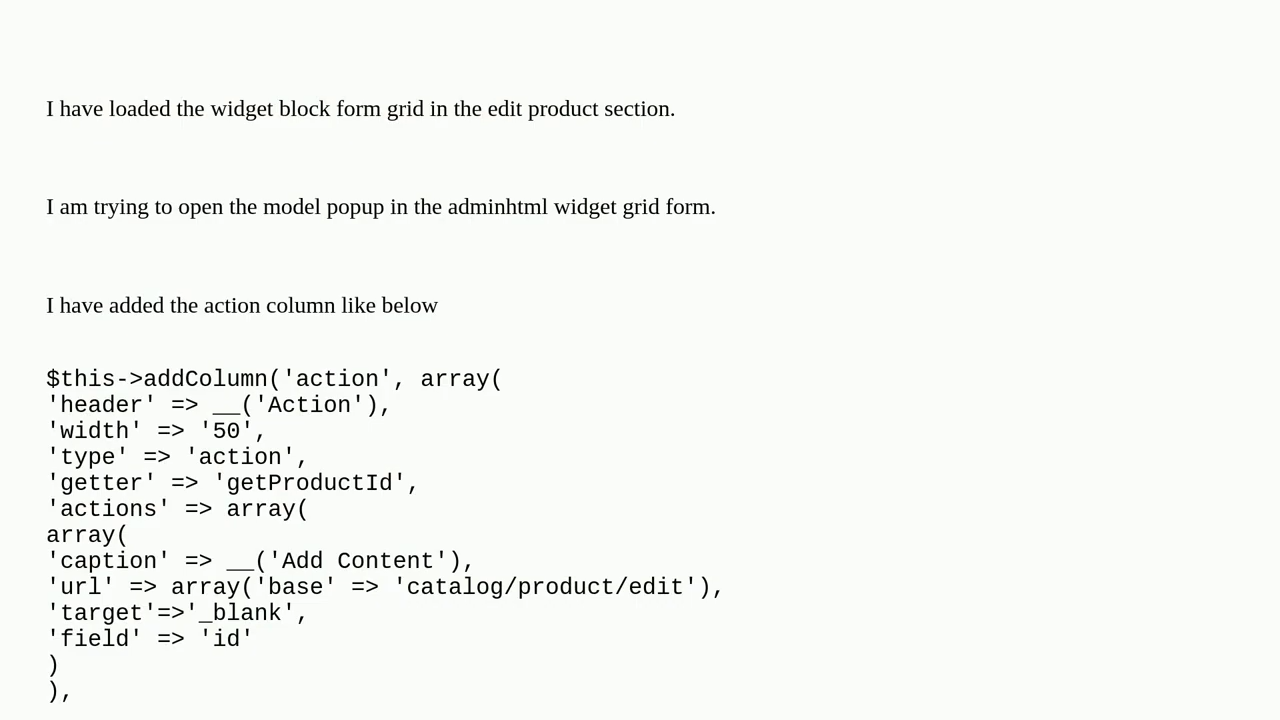 I have loaded the widget block form grid in the edit product section.
I am trying to open the model popup in the adminhtml widget grid form.
I have added the action column like below
$this->addColumn('action', array(
'header' => __('Action'),
'width' => '50',
'type' => 'action',
'getter' => 'getProductId',
'actions' => array(
array(
'caption' => __('Add Content'),
'url' => array('base' => 'catalog/product/edit'),
'target'=>'_blank',
'field' => 'id'
)
),